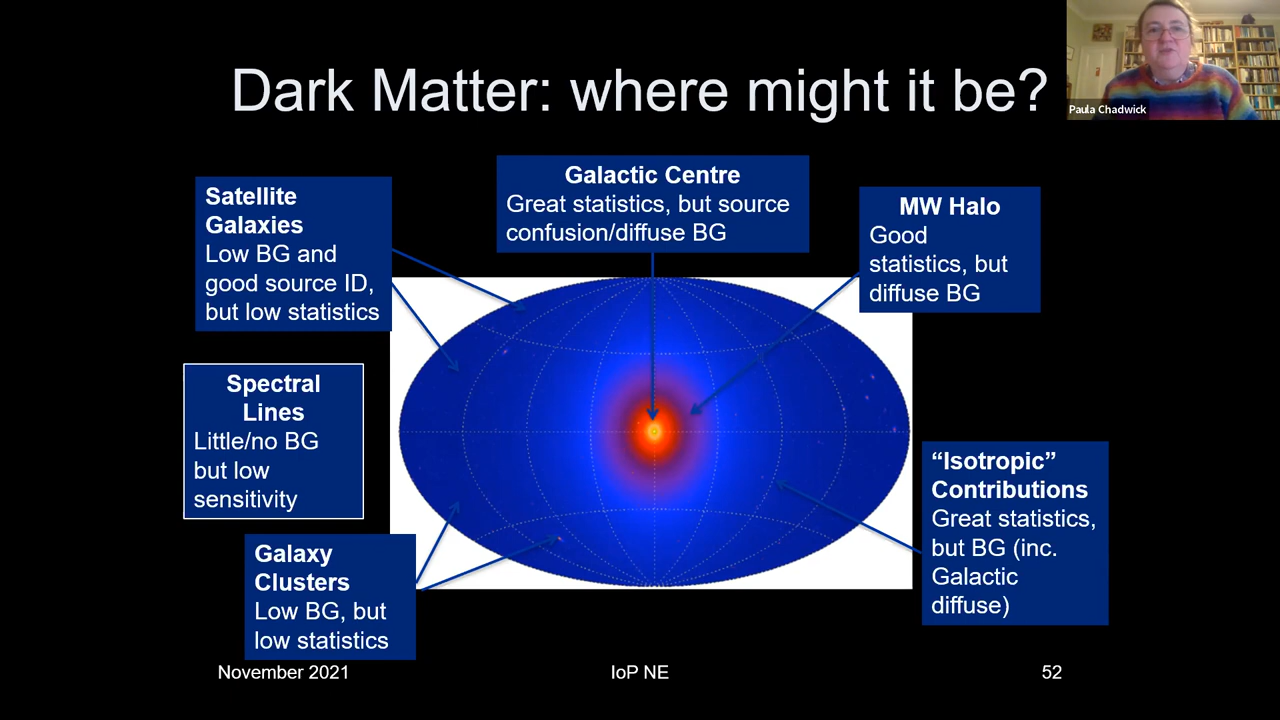 Dark Matter: where might it be?
Paula Chadwick
Satellite
Galaxies
Low BG and
good source ID,
but low statistics
Galactic Centre
Great statistics, but source
confusion/diffuse BG
MW Halo
Good
statistics, but
diffuse BG
Spectral
Lines
Little/no BG
but low
sensitivity
“Isotropic”
Contributions
Great statistics,
but BG (inc.
Galactic
diffuse)
Galaxy
Clusters
Low BG, but
low statistics
November 2021
IoP NE
52